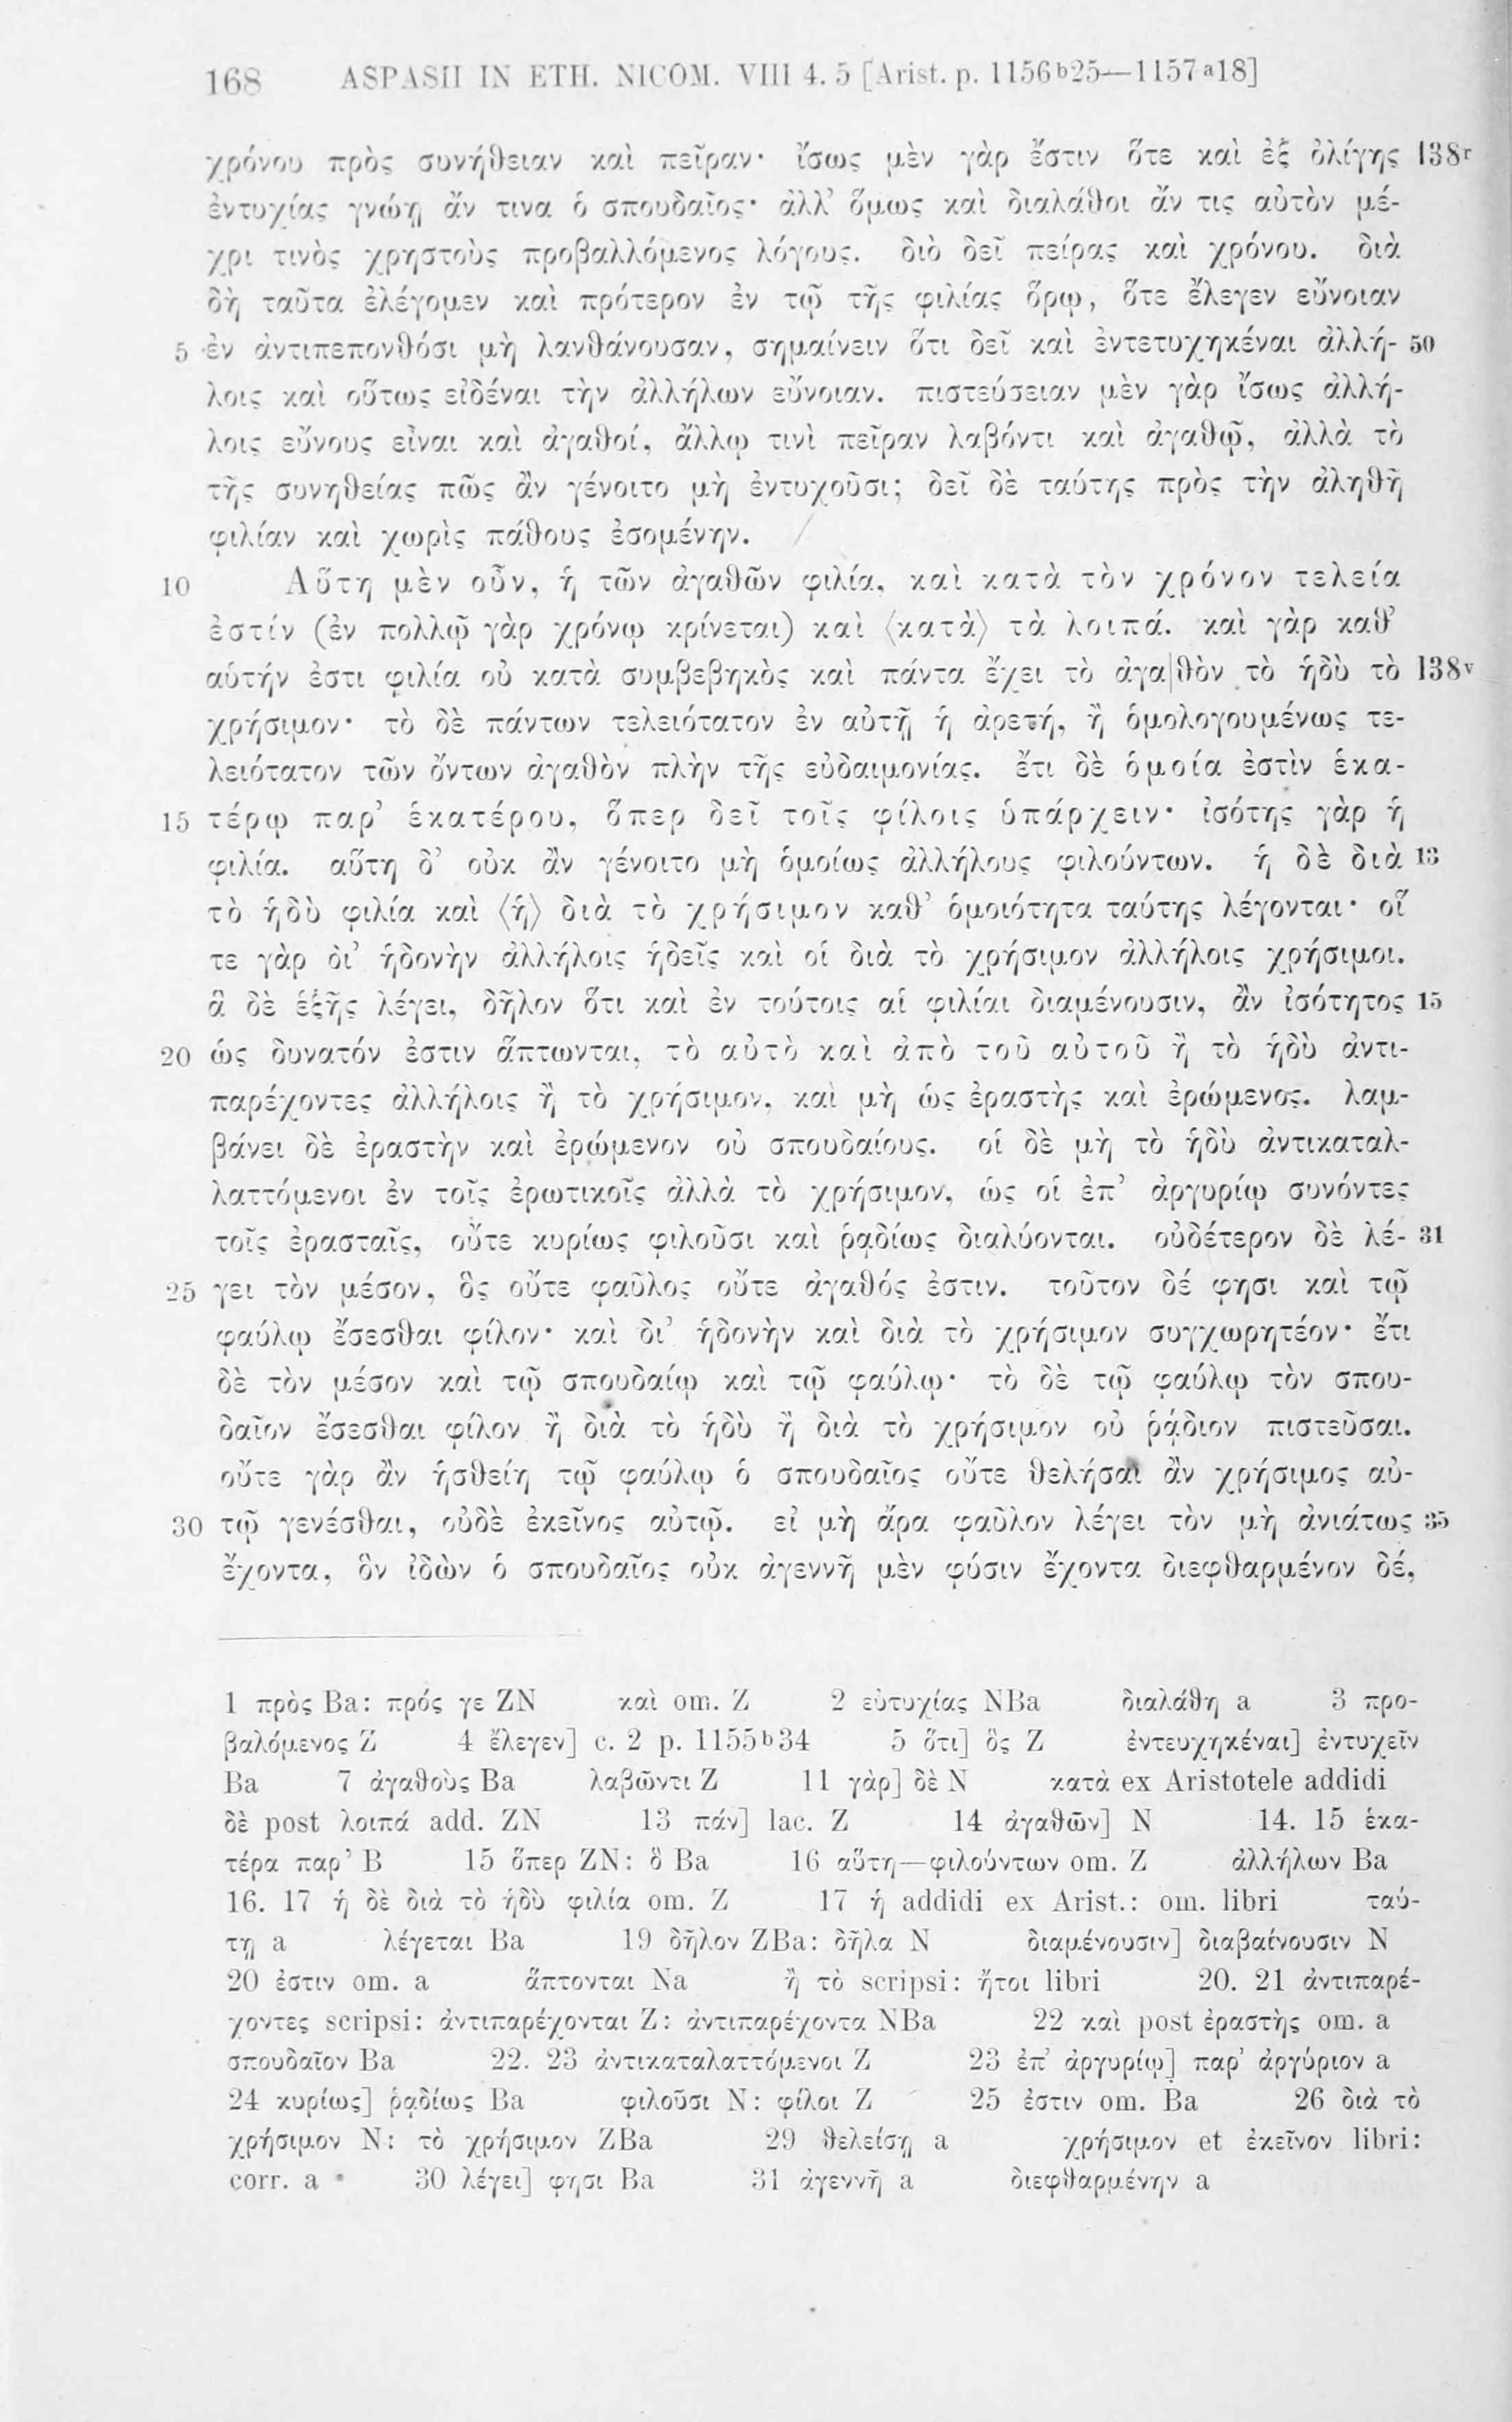 168 ASPASII IN ETH. NICOM. VIII 4. 5 [Arist. p. 1156b25—1157a18]
χρόνου πρὸς συνήθειαν καὶ πεῖραν· ἴσως μὲν γὰρ ἔστιν ὅτε καὶ ἐξ ὀλίγης 138r
ἐντυχίας γνώῃ ἄν τινα ὁ σπουδαῖος· ἀλλ' ὅμως καὶ διαλάθοι ἄν τις αὐτὸν μέ-
χρι τινὸς χρηστοὺς προβαλλόμενος λόγους. διὸ δεῖ πείρας καὶ χρόνου. διὰ
δὴ ταῦτα ἐλέγομεν καὶ πρότερον ἐν τῷ τῆς φιλίας ὅρῳ, ὅτε ἔλεγεν εὔνοιαν
5 ἐν ἀντιπεπονθόσι μὴ λανθάνουσαν, σημαίνειν ὅτι δεῖ καὶ ἐντετυχηκέναι ἀλλή- 50
λοις καὶ οὕτως εἰδέναι τὴν ἀλλήλων εὔνοιαν. πιστεύσειαν μὲν γὰρ ἴσως ἀλλή-
λοις εὔνους εἶναι καὶ ἀγαθοί, ἄλλῳ τινὶ πεῖραν λαβόντι καὶ ἀγαθῷ, ἀλλὰ τὸ
τῆς συνηθείας πῶς ἂν γένοιτο μὴ ἐντυχοῦσι; δεῖ δὲ ταύτης πρὸς τὴν ἀληθῆ
φιλίαν καὶ χωρὶς πάθους ἐσομένην.
10 Αὕτη μὲν οὖν, ἡ τῶν ἀγαθῶν φιλία, καὶ κατὰ τὸν χρόνον τελεία
ἐστίν (ἐν πολλῷ γὰρ χρόνῳ κρίνεται) καὶ ⟨κατὰ⟩ τὰ λοιπά. καὶ γὰρ καθ'
αὑτήν ἐστι φιλία οὐ κατὰ συμβεβηκὸς καὶ πάντα ἔχει τὸ ἀγα|θὸν τὸ ἡδὺ τὸ 138v
χρήσιμον· τὸ δὲ πάντων τελειότατον ἐν αὐτῇ ἡ ἀρετή, ἣ ὁμολογουμένως τε-
λειότατον τῶν ὄντων ἀγαθὸν πλὴν τῆς εὐδαιμονίας. ἔτι δὲ ὁμοία ἐστὶν ἑκα-
15 τέρῳ παρ' ἑκατέρου, ὅπερ δεῖ τοῖς φίλοις ὑπάρχειν· ἰσότης γὰρ ἡ
φιλία. αὕτη δ' οὐκ ἂν γένοιτο μὴ ὁμοίως ἀλλήλους φιλούντων. ἡ δὲ διὰ 13
τὸ ἡδὺ φιλία καὶ ⟨ἡ⟩ διὰ τὸ χρήσιμον καθ' ὁμοιότητα ταύτης λέγονται· οἵ
τε γὰρ δι' ἡδονὴν ἀλλήλοις ἡδεῖς καὶ οἱ διὰ τὸ χρήσιμον ἀλλήλοις χρήσιμοι.
ἃ δὲ ἑξῆς λέγει, δῆλον ὅτι καὶ ἐν τούτοις αἱ φιλίαι διαμένουσιν, ἂν ἰσότητος 15
20 ὡς δυνατόν ἐστιν ἅπτωνται, τὸ αὐτὸ καὶ ἀπὸ τοῦ αὐτοῦ ἢ τὸ ἡδὺ ἀντι-
παρέχοντες ἀλλήλοις ἢ τὸ χρήσιμον, καὶ μὴ ὡς ἐραστὴς καὶ ἐρώμενος. λαμ-
βάνει δὲ ἐραστὴν καὶ ἐρώμενον οὐ σπουδαίους. οἱ δὲ μὴ τὸ ἡδὺ ἀντικαταλ-
λαττόμενοι ἐν τοῖς ἐρωτικοῖς ἀλλὰ τὸ χρήσιμον, ὡς οἱ ἐπ' ἀργυρίῳ συνόντες
τοῖς ἐρασταῖς, οὔτε κυρίως φιλοῦσι καὶ ῥᾳδίως διαλύονται. οὐδέτερον δὲ λέ- 31
25 γει τὸν μέσον, ὃς οὔτε φαῦλος οὔτε ἀγαθός ἐστιν. τοῦτον δέ φησι καὶ τῷ
φαύλῳ ἔσεσθαι φίλον· καὶ δι' ἡδονὴν καὶ διὰ τὸ χρήσιμον συγχωρητέον· ἔτι
δὲ τὸν μέσον καὶ τῷ σπουδαίῳ καὶ τῷ φαύλῳ· τὸ δὲ τῷ φαύλῳ τὸν σπου-
δαῖον ἔσεσθαι φίλον ἢ διὰ τὸ ἡδὺ ἢ διὰ τὸ χρήσιμον οὐ ῥᾴδιον πιστεῦσαι.
οὔτε γὰρ ἂν ἡσθείη τῷ φαύλῳ ὁ σπουδαῖος οὔτε θελήσαι ἂν χρήσιμος αὐ-
30 τῷ γενέσθαι, οὐδὲ ἐκεῖνος αὐτῷ. εἰ μὴ ἄρα φαῦλον λέγει τὸν μὴ ἀνιάτως 35
ἔχοντα, ὃν ἰδὼν ὁ σπουδαῖος οὐκ ἀγεννῆ μὲν φύσιν ἔχοντα διεφθαρμένον δέ,
1 πρὸς Ba: πρός γε ZN καὶ om. Z 2 εὐτυχίας NBa διαλάθη a 3 προ-
βαλόμενος Z 4 ἔλεγεν] c. 2 p. 1155b34 5 ὅτι] ὃς Z ἐντευχηκέναι] ἐντυχεῖν
Ba 7 ἀγαθοὺς Ba λαβῶντι Z 11 γὰρ] δὲ N κατὰ ex Aristotele addidi
δὲ post λοιπά add. ZN 13 πάν] lac. Z 14 ἀγαθῶν] N 14. 15 ἑκα-
τέρα παρ' B 15 ὅπερ ZN: ὃ Ba 16 αὕτη—φιλούντων om. Z ἀλλήλων Ba
16. 17 ἡ δὲ διὰ τὸ ἡδὺ φιλία om. Z 17 ἡ addidi ex Arist.: om. libri ταύ-
τῃ a λέγεται Ba 19 δῆλον ZBa: δῆλα N διαμένουσιν] διαβαίνουσιν N
20 ἐστιν om. a ἅπτονται Na ἢ τὸ scripsi: ἤτοι libri 20. 21 ἀντιπαρέ-
χοντες scripsi: ἀντιπαρέχονται Z: ἀντιπαρέχοντα NBa 22 καὶ post ἐραστὴς om. a
σπουδαῖον Ba 22. 23 ἀντικαταλαττόμενοι Z 23 ἐπ' ἀργυρίῳ] παρ' ἀργύριον a
24 κυρίως] ῥᾳδίως Ba φιλοῦσι N: φίλοι Z 25 ἐστιν om. Ba 26 διὰ τὸ
χρήσιμον N: τὸ χρήσιμον ZBa 29 θελείσῃ a χρήσιμον et ἐκεῖνον libri:
corr. a 30 λέγει] φησι Ba 31 ἀγεννῆ a διεφθαρμένην a